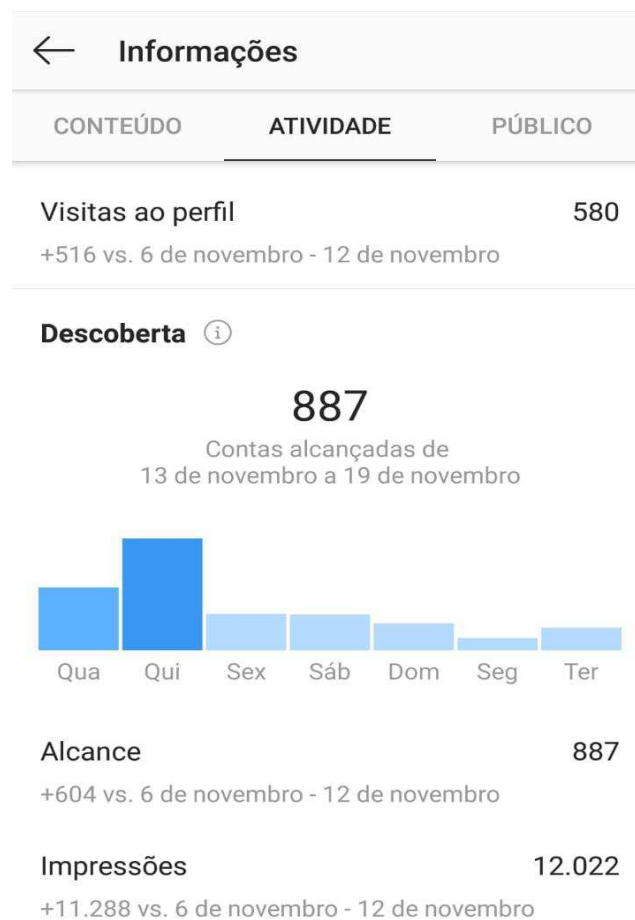 Informações
CONTEÚDO ATIVIDADE PÚBLICO
Visitas ao perfil 580
+516 vs. 6 de novembro - 12 de novembro
Descoberta
887
Contas alcançadas de
13 de novembro a 19 de novembro
Qua Qui Sex Sáb Dom Seg Ter
Alcance 887
+604 vs. 6 de novembro - 12 de novembro
Impressões 12.022
+11.288 vs. 6 de novembro - 12 de novembro